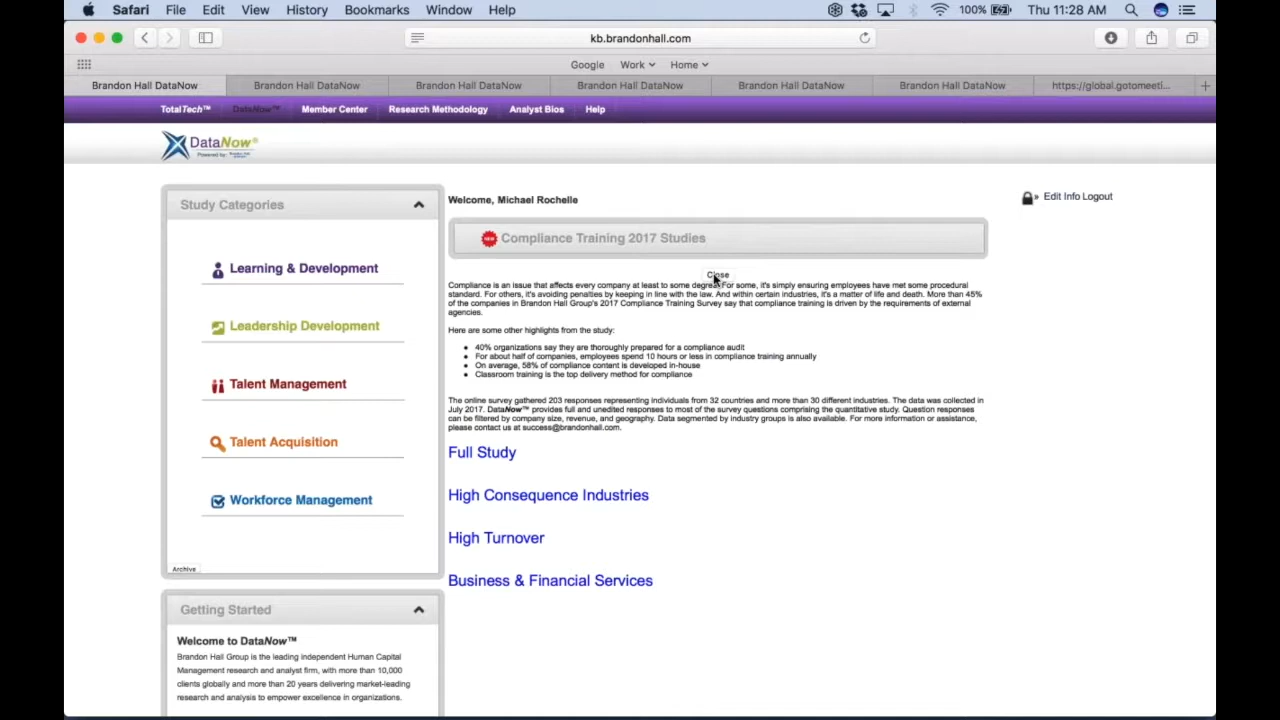 Safari File Edit View History Bookmarks Window Help 100% Thu 11:28 AM
kb.brandonhall.com
Google Work Home
Brandon Hall DataNow Brandon Hall DataNow Brandon Hall DataNow Brandon Hall DataNow Brandon Hall DataNow Brandon Hall DataNow https://global.gotomeeti...
TotalTech™ DataNow™ Member Center Research Methodology Analyst Bios Help
DataNow®
Powered by
Study Categories
Learning & Development
Leadership Development
Talent Management
Talent Acquisition
Workforce Management
Archive
Getting Started
Welcome to DataNow™
Brandon Hall Group is the leading independent Human Capital
Management research and analyst firm, with more than 10,000
clients globally and more than 20 years delivering market-leading
research and analysis to empower excellence in organizations.
Welcome, Michael Rochelle
Edit Info Logout
NEW Compliance Training 2017 Studies
Close
Compliance is an issue that affects every company at least to some degree. For some, it's simply ensuring employees have met some procedural
standard. For others, it's avoiding penalties by keeping in line with the law. And within certain industries, it's a matter of life and death. More than 45%
of the companies in Brandon Hall Group's 2017 Compliance Training Survey say that compliance training is driven by the requirements of external
agencies.
Here are some other highlights from the study:
40% organizations say they are thoroughly prepared for a compliance audit
For about half of companies, employees spend 10 hours or less in compliance training annually
On average, 58% of compliance content is developed in-house
Classroom training is the top delivery method for compliance
The online survey gathered 203 responses representing individuals from 32 countries and more than 30 different industries. The data was collected in
July 2017. DataNow™ provides full and unedited responses to most of the survey questions comprising the quantitative study. Question responses
can be filtered by company size, revenue, and geography. Data segmented by industry groups is also available. For more information or assistance,
please contact us at success@brandonhall.com.
Full Study
High Consequence Industries
High Turnover
Business & Financial Services